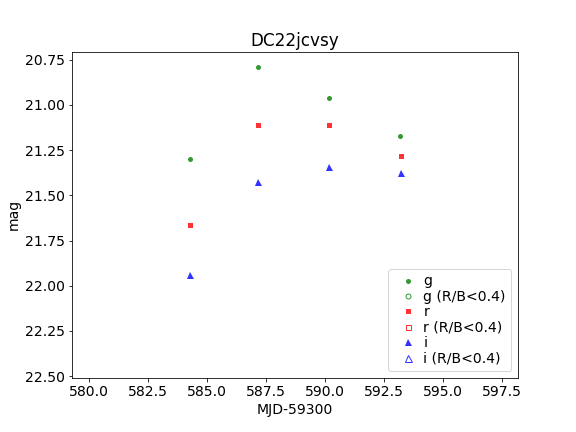 DC22jcvsy
20.75
21.00
21.25
21.50
21.75
22.00
22.25
22.50
mag
g
g (R/B<0.4)
r
r (R/B<0.4)
i
i (R/B<0.4)
580.0 582.5 585.0 587.5 590.0 592.5 595.0 597.5
MJD-59300